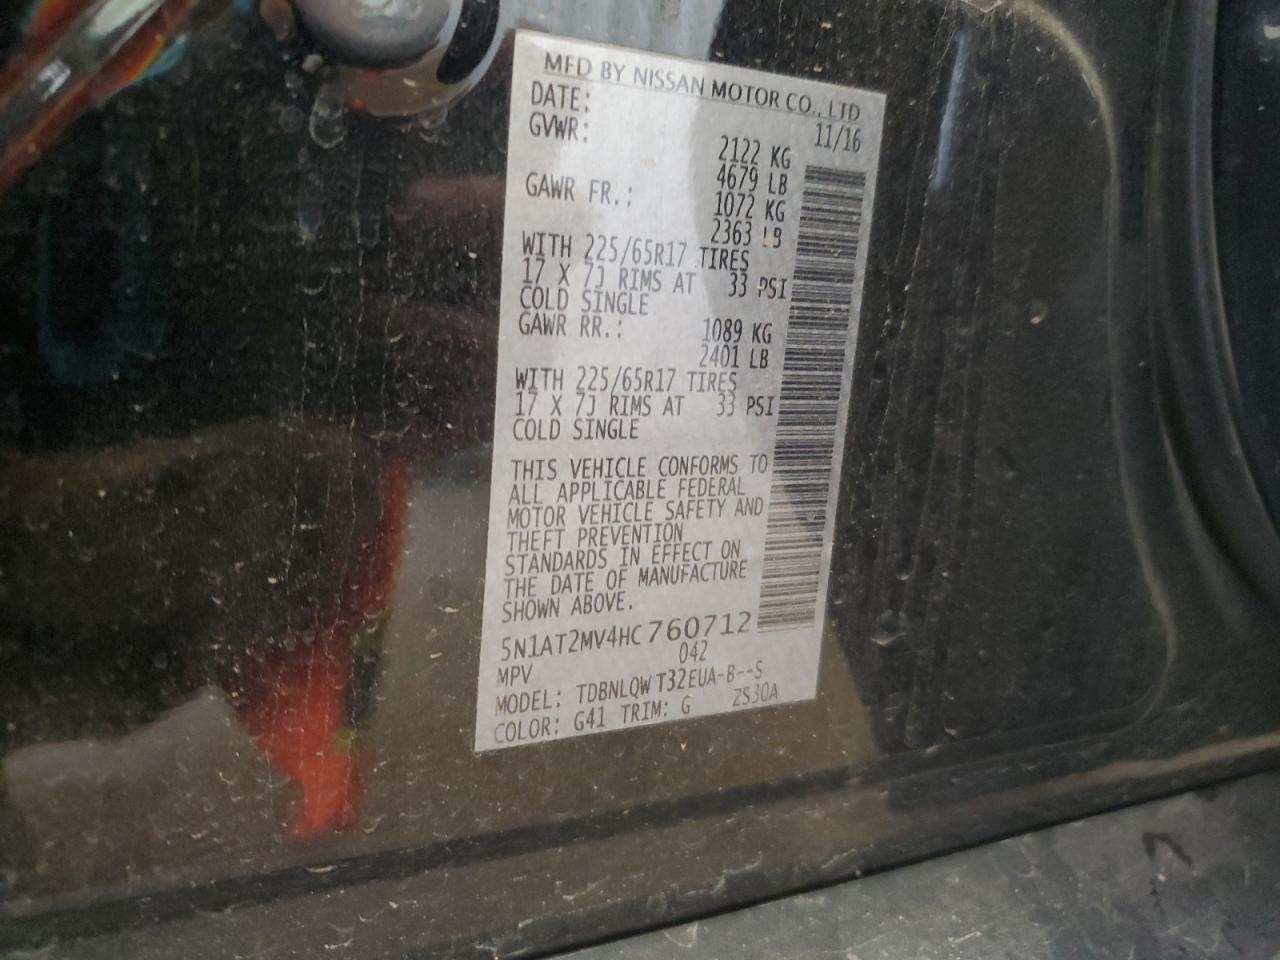 MFD BY NISSAN MOTOR CO., LTD
DATE: 11/16
GVWR: 2122 KG
4679 LB
GAWR FR.: 1072 KG
2363 LB
WITH 225/65R17 TIRES
17 X 7J RIMS AT 33 PSI
COLD SINGLE
GAWR RR.: 1089 KG
2401 LB
WITH 225/65R17 TIRES
17 X 7J RIMS AT 33 PSI
COLD SINGLE
THIS VEHICLE CONFORMS TO
ALL APPLICABLE FEDERAL
MOTOR VEHICLE SAFETY AND
THEFT PREVENTION
STANDARDS IN EFFECT ON
THE DATE OF MANUFACTURE
SHOWN ABOVE.
5N1AT2MV4HC760712
MPV 042
MODEL: TDBNLQW T32EUA-B--S
COLOR: G41 TRIM: G ZS30A